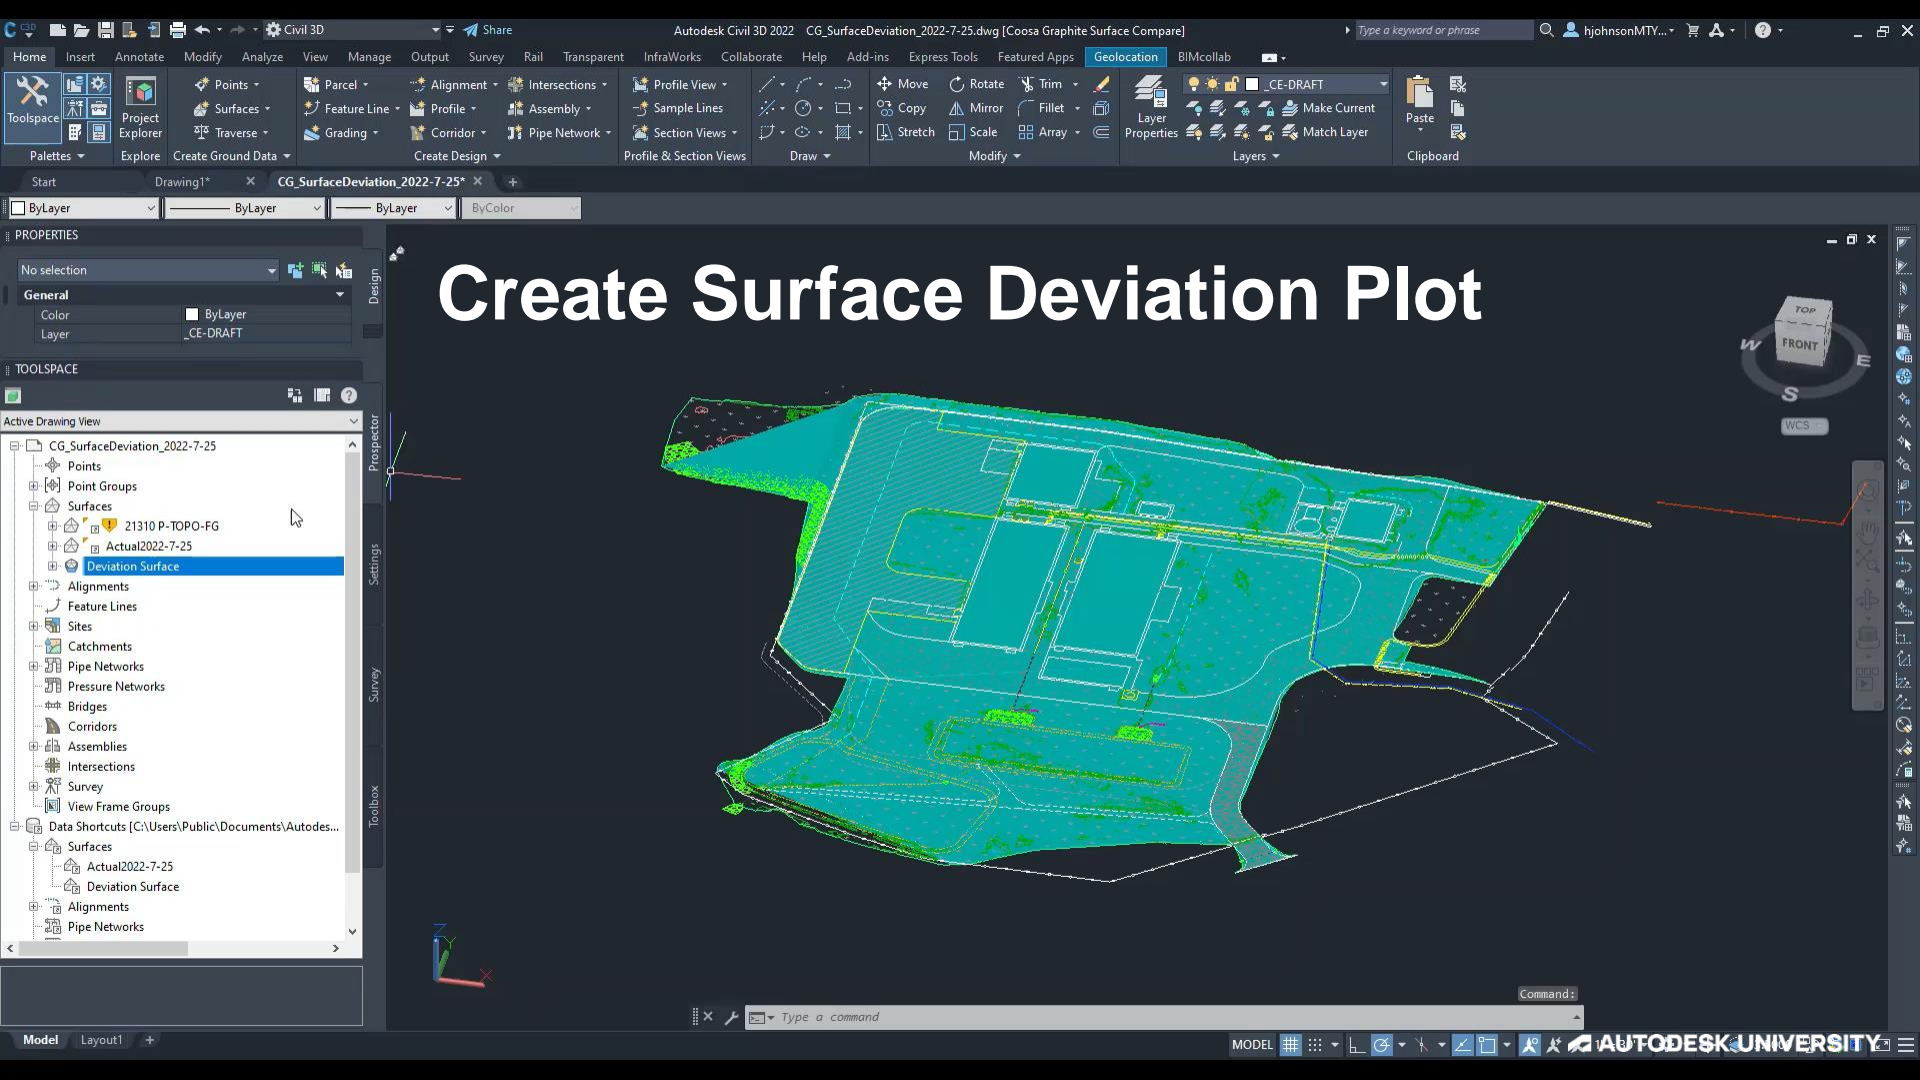 Civil 3D
Share
Autodesk Civil 3D 2022 CG_SurfaceDeviation_2022-7-25.dwg [Coosa Graphite Surface Compare]
Type a keyword or phrase
hjohnsonMTY...
Home Insert Annotate Modify Analyze View Manage Output Survey Rail Transparent InfraWorks Collaborate Help Add-ins Express Tools Featured Apps Geolocation BIMcollab
Toolspace
Palettes
Project Explorer
Explore
Points
Surfaces
Traverse
Create Ground Data
Parcel
Feature Line
Grading
Alignment
Profile
Corridor
Intersections
Assembly
Pipe Network
Create Design
Profile View
Sample Lines
Section Views
Profile & Section Views
Draw
Move
Copy
Stretch
Rotate
Mirror
Scale
Trim
Fillet
Array
Modify
Layer Properties
_CE-DRAFT
Make Current
Match Layer
Layers
Paste
Clipboard
Start Drawing1* CG_SurfaceDeviation_2022-7-25*
ByLayer ByLayer ByLayer ByColor
PROPERTIES
No selection
General
Color ByLayer
Layer _CE-DRAFT
Design
TOOLSPACE
Active Drawing View
CG_SurfaceDeviation_2022-7-25
Points
Point Groups
Surfaces
21310 P-TOPO-FG
Actual2022-7-25
Deviation Surface
Alignments
Feature Lines
Sites
Catchments
Pipe Networks
Pressure Networks
Bridges
Corridors
Assemblies
Intersections
Survey
View Frame Groups
Data Shortcuts [C:\Users\Public\Documents\Autodes...
Surfaces
Actual2022-7-25
Deviation Surface
Alignments
Pipe Networks
Prospector
Settings
Survey
Toolbox
Create Surface Deviation Plot
TOP
FRONT
W
E
S
WCS
Z
Y
X
Command:
Type a command
Model Layout1
MODEL
AUTODESK UNIVERSITY